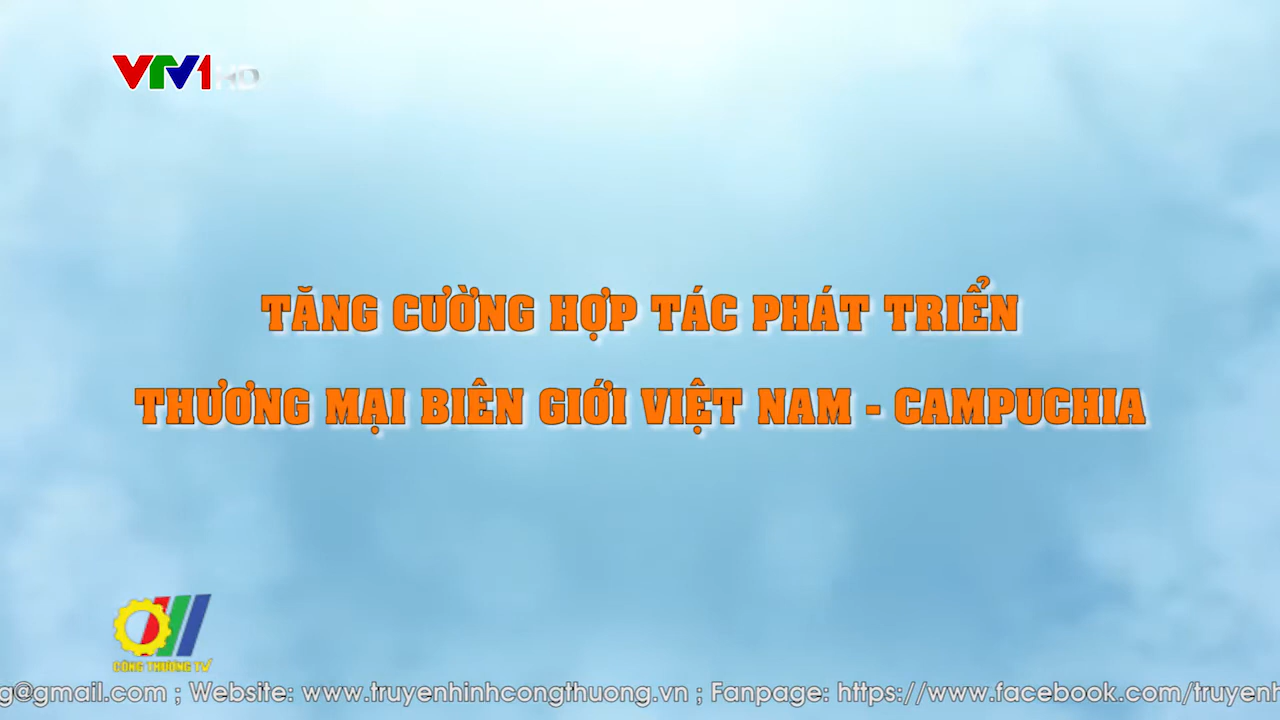 VTV1 HD
TĂNG CƯỜNG HỢP TÁC PHÁT TRIỂN
THƯƠNG MẠI BIÊN GIỚI VIỆT NAM - CAMPUCHIA
CÔNG THƯƠNG TV
g@gmail.com ; Website: www.truyenhinhcongthuong.vn ; Fanpage: https://www.facebook.com/truyenh